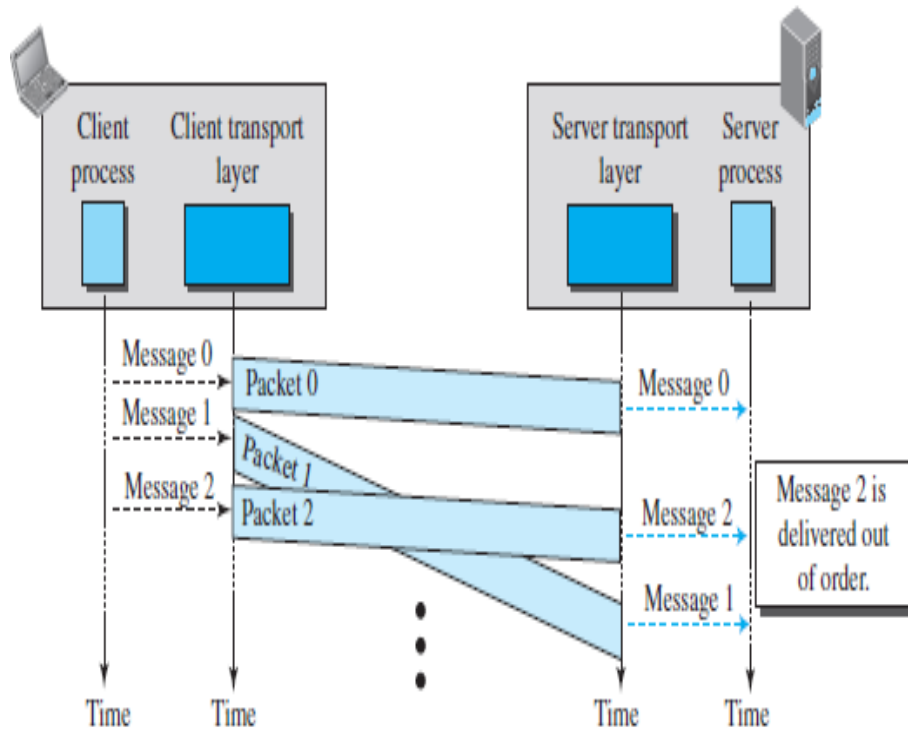 Client
process
Client transport
layer
Server transport
layer
Server
process
Message 0
Packet 0
Message 0
Message 1
Packet 1
Message 2
Packet 2
Message 2
Message 2 is
delivered out
of order.
Message 1
Time
Time
Time
Time